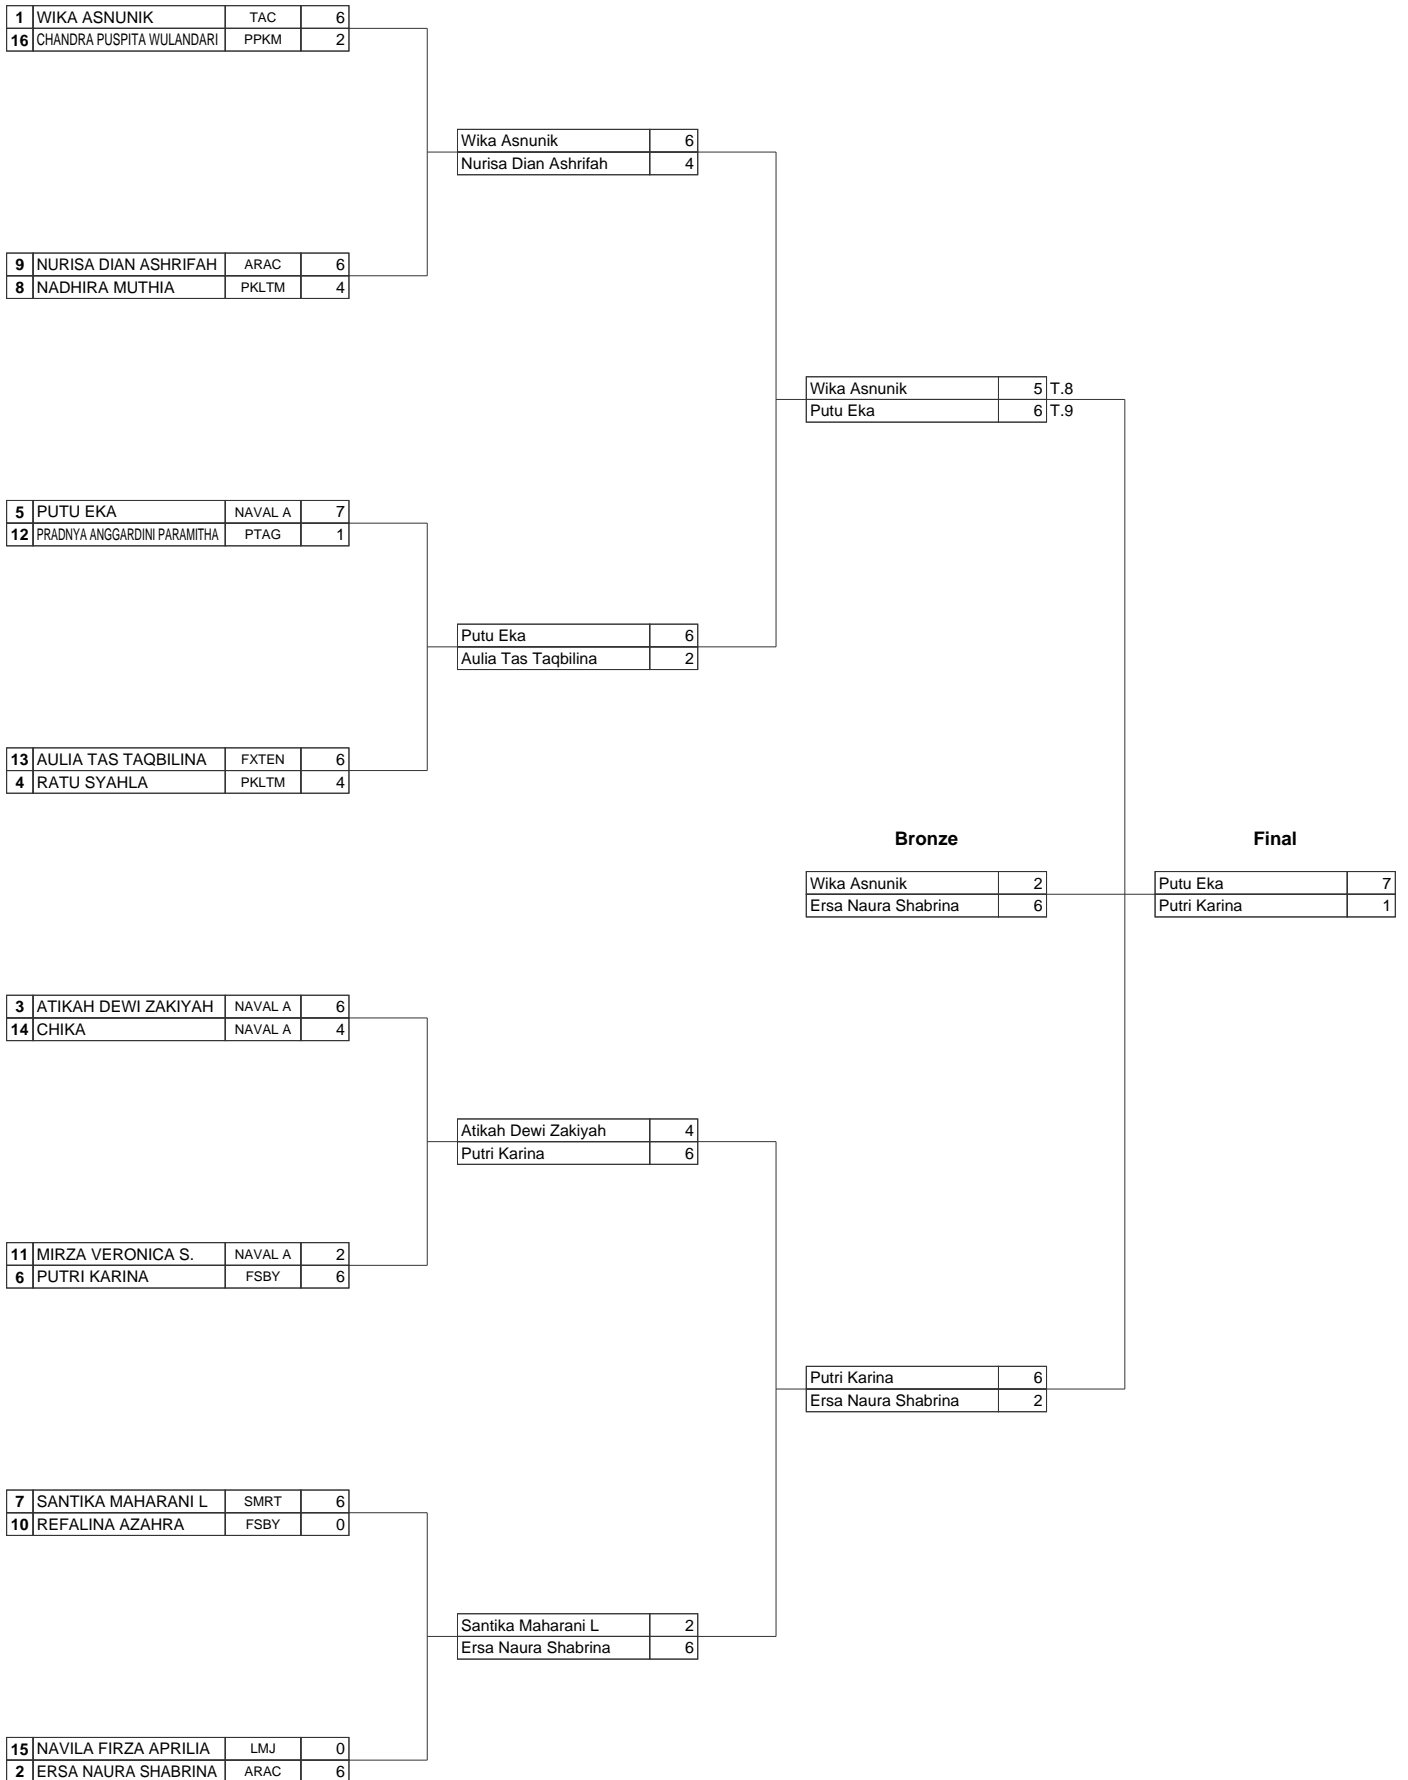 1 WIKA ASNUNIK TAC 6
16 CHANDRA PUSPITA WULANDARI PPKM 2
Wika Asnunik 6
Nurisa Dian Ashrifah 4
9 NURISA DIAN ASHRIFAH ARAC 6
8 NADHIRA MUTHIA PKLTM 4
Wika Asnunik 5 T.8
Putu Eka 6 T.9
5 PUTU EKA NAVAL A 7
12 PRADNYA ANGGARDINI PARAMITHA PTAG 1
Putu Eka 6
Aulia Tas Taqbilina 2
13 AULIA TAS TAQBILINA FXTEN 6
4 RATU SYAHLA PKLTM 4
Bronze Final
Wika Asnunik 2 Putu Eka 7
Ersa Naura Shabrina 6 Putri Karina 1
3 ATIKAH DEWI ZAKIYAH NAVAL A 6
14 CHIKA NAVAL A 4
Atikah Dewi Zakiyah 4
Putri Karina 6
11 MIRZA VERONICA S. NAVAL A 2
6 PUTRI KARINA FSBY 6
Putri Karina 6
Ersa Naura Shabrina 2
7 SANTIKA MAHARANI L SMRT 6
10 REFALINA AZAHRA FSBY 0
Santika Maharani L 2
Ersa Naura Shabrina 6
15 NAVILA FIRZA APRILIA LMJ 0
2 ERSA NAURA SHABRINA ARAC 6